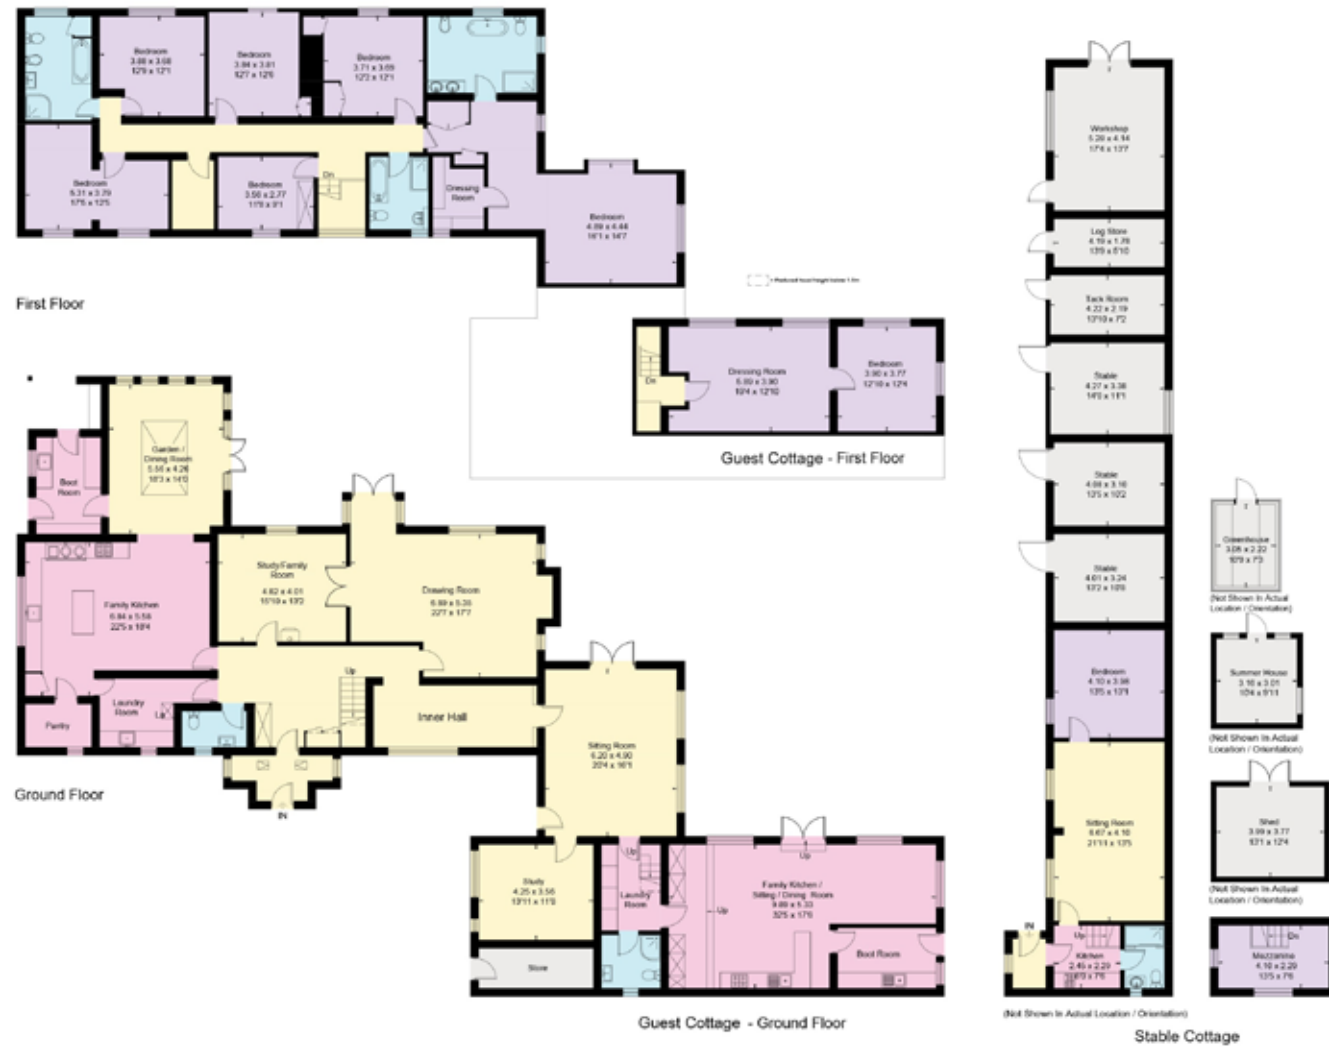 Bedroom
3.88 x 3.68
12'9 x 12'1
Bedroom
3.84 x 3.81
12'7 x 12'6
Bedroom
3.71 x 3.69
12'2 x 12'1
Bedroom
5.31 x 3.79
17'5 x 12'5
Bedroom
3.56 x 2.77
11'8 x 9'1
Dn
Dressing
Room
Bedroom
4.89 x 4.44
16'1 x 14'7
First Floor
Dn
Dressing Room
5.89 x 3.90
19'4 x 12'10
Bedroom
3.90 x 3.77
12'10 x 12'4
Guest Cottage - First Floor
Garden /
Dining Room
5.56 x 4.26
18'3 x 14'0
Boot
Room
Family Kitchen
6.84 x 5.58
22'5 x 18'4
Study/Family
Room
4.82 x 4.01
15'10 x 13'2
Drawing Room
6.89 x 5.35
22'7 x 17'7
Up
Laundry
Room
Up
Pantry
Inner Hall
Sitting Room
6.20 x 4.90
20'4 x 16'1
IN
Ground Floor
Study
4.25 x 3.56
13'11 x 11'8
Store
Up
Laundry
Room
Up
Up
Family Kitchen /
Sitting / Dining Room
9.89 x 5.33
32'5 x 17'6
Boot Room
Guest Cottage - Ground Floor
Workshop
5.28 x 4.14
17'4 x 13'7
Log Store
4.19 x 1.78
13'9 x 5'10
Tack Room
4.22 x 2.19
13'10 x 7'2
Stable
4.27 x 3.38
14'0 x 11'1
Stable
4.08 x 3.10
13'5 x 10'2
Stable
4.01 x 3.24
13'2 x 10'8
Bedroom
4.10 x 3.98
13'5 x 13'1
Sitting Room
6.67 x 4.10
21'11 x 13'5
IN
Up
Kitchen
2.45 x 2.29
8'0 x 7'6
(Not Shown In Actual Location / Orientation)
Stable Cottage
Greenhouse
3.05 x 2.22
10'0 x 7'3
(Not Shown In Actual
Location / Orientation)
Summer House
3.16 x 3.01
10'4 x 9'11
(Not Shown In Actual
Location / Orientation)
Shed
3.99 x 3.77
13'1 x 12'4
(Not Shown In Actual
Location / Orientation)
Dn
Mezzanine
4.10 x 2.29
13'5 x 7'6